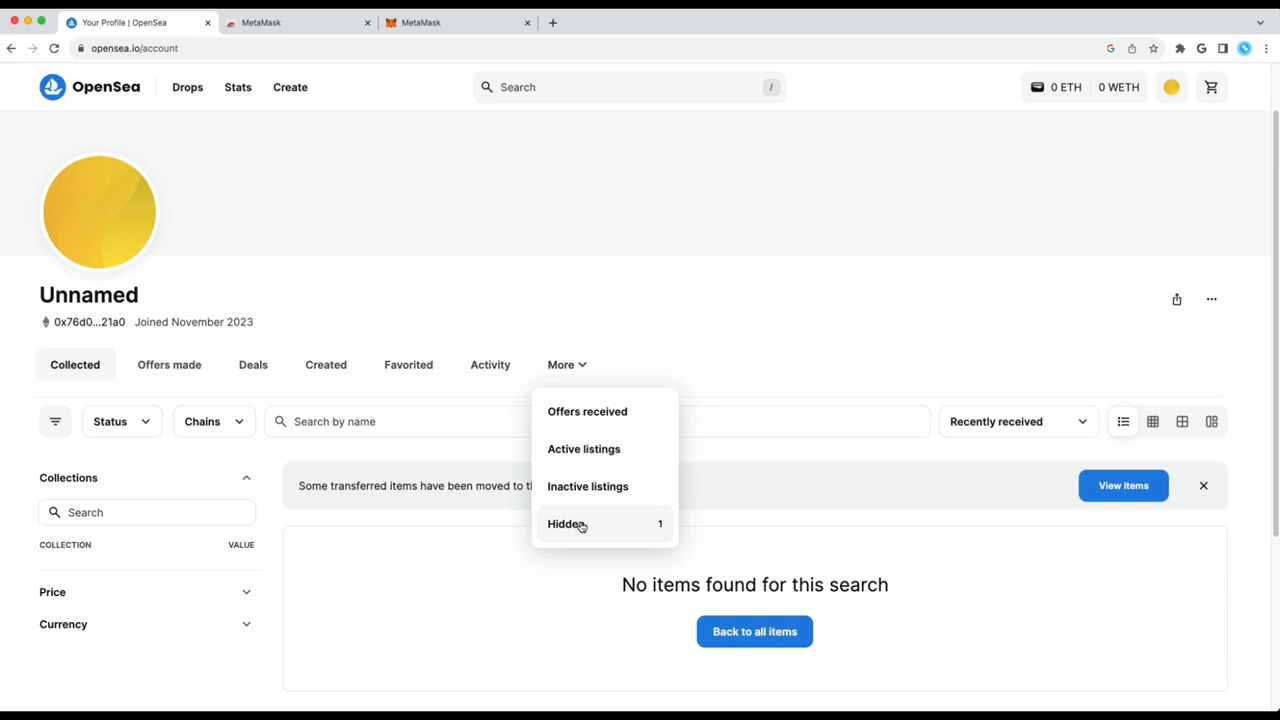 Your Profile | OpenSea
MetaMask
MetaMask
opensea.io/account
OpenSea
Drops
Stats
Create
Search
/
0 ETH
0 WETH
Unnamed
0x76d0...21a0 Joined November 2023
Collected
Offers made
Deals
Created
Favorited
Activity
More
Offers received
Active listings
Inactive listings
Hidden 1
Status
Chains
Search by name
Recently received
Collections
Search
COLLECTION VALUE
Price
Currency
Some transferred items have been moved to
View items
No items found for this search
Back to all items